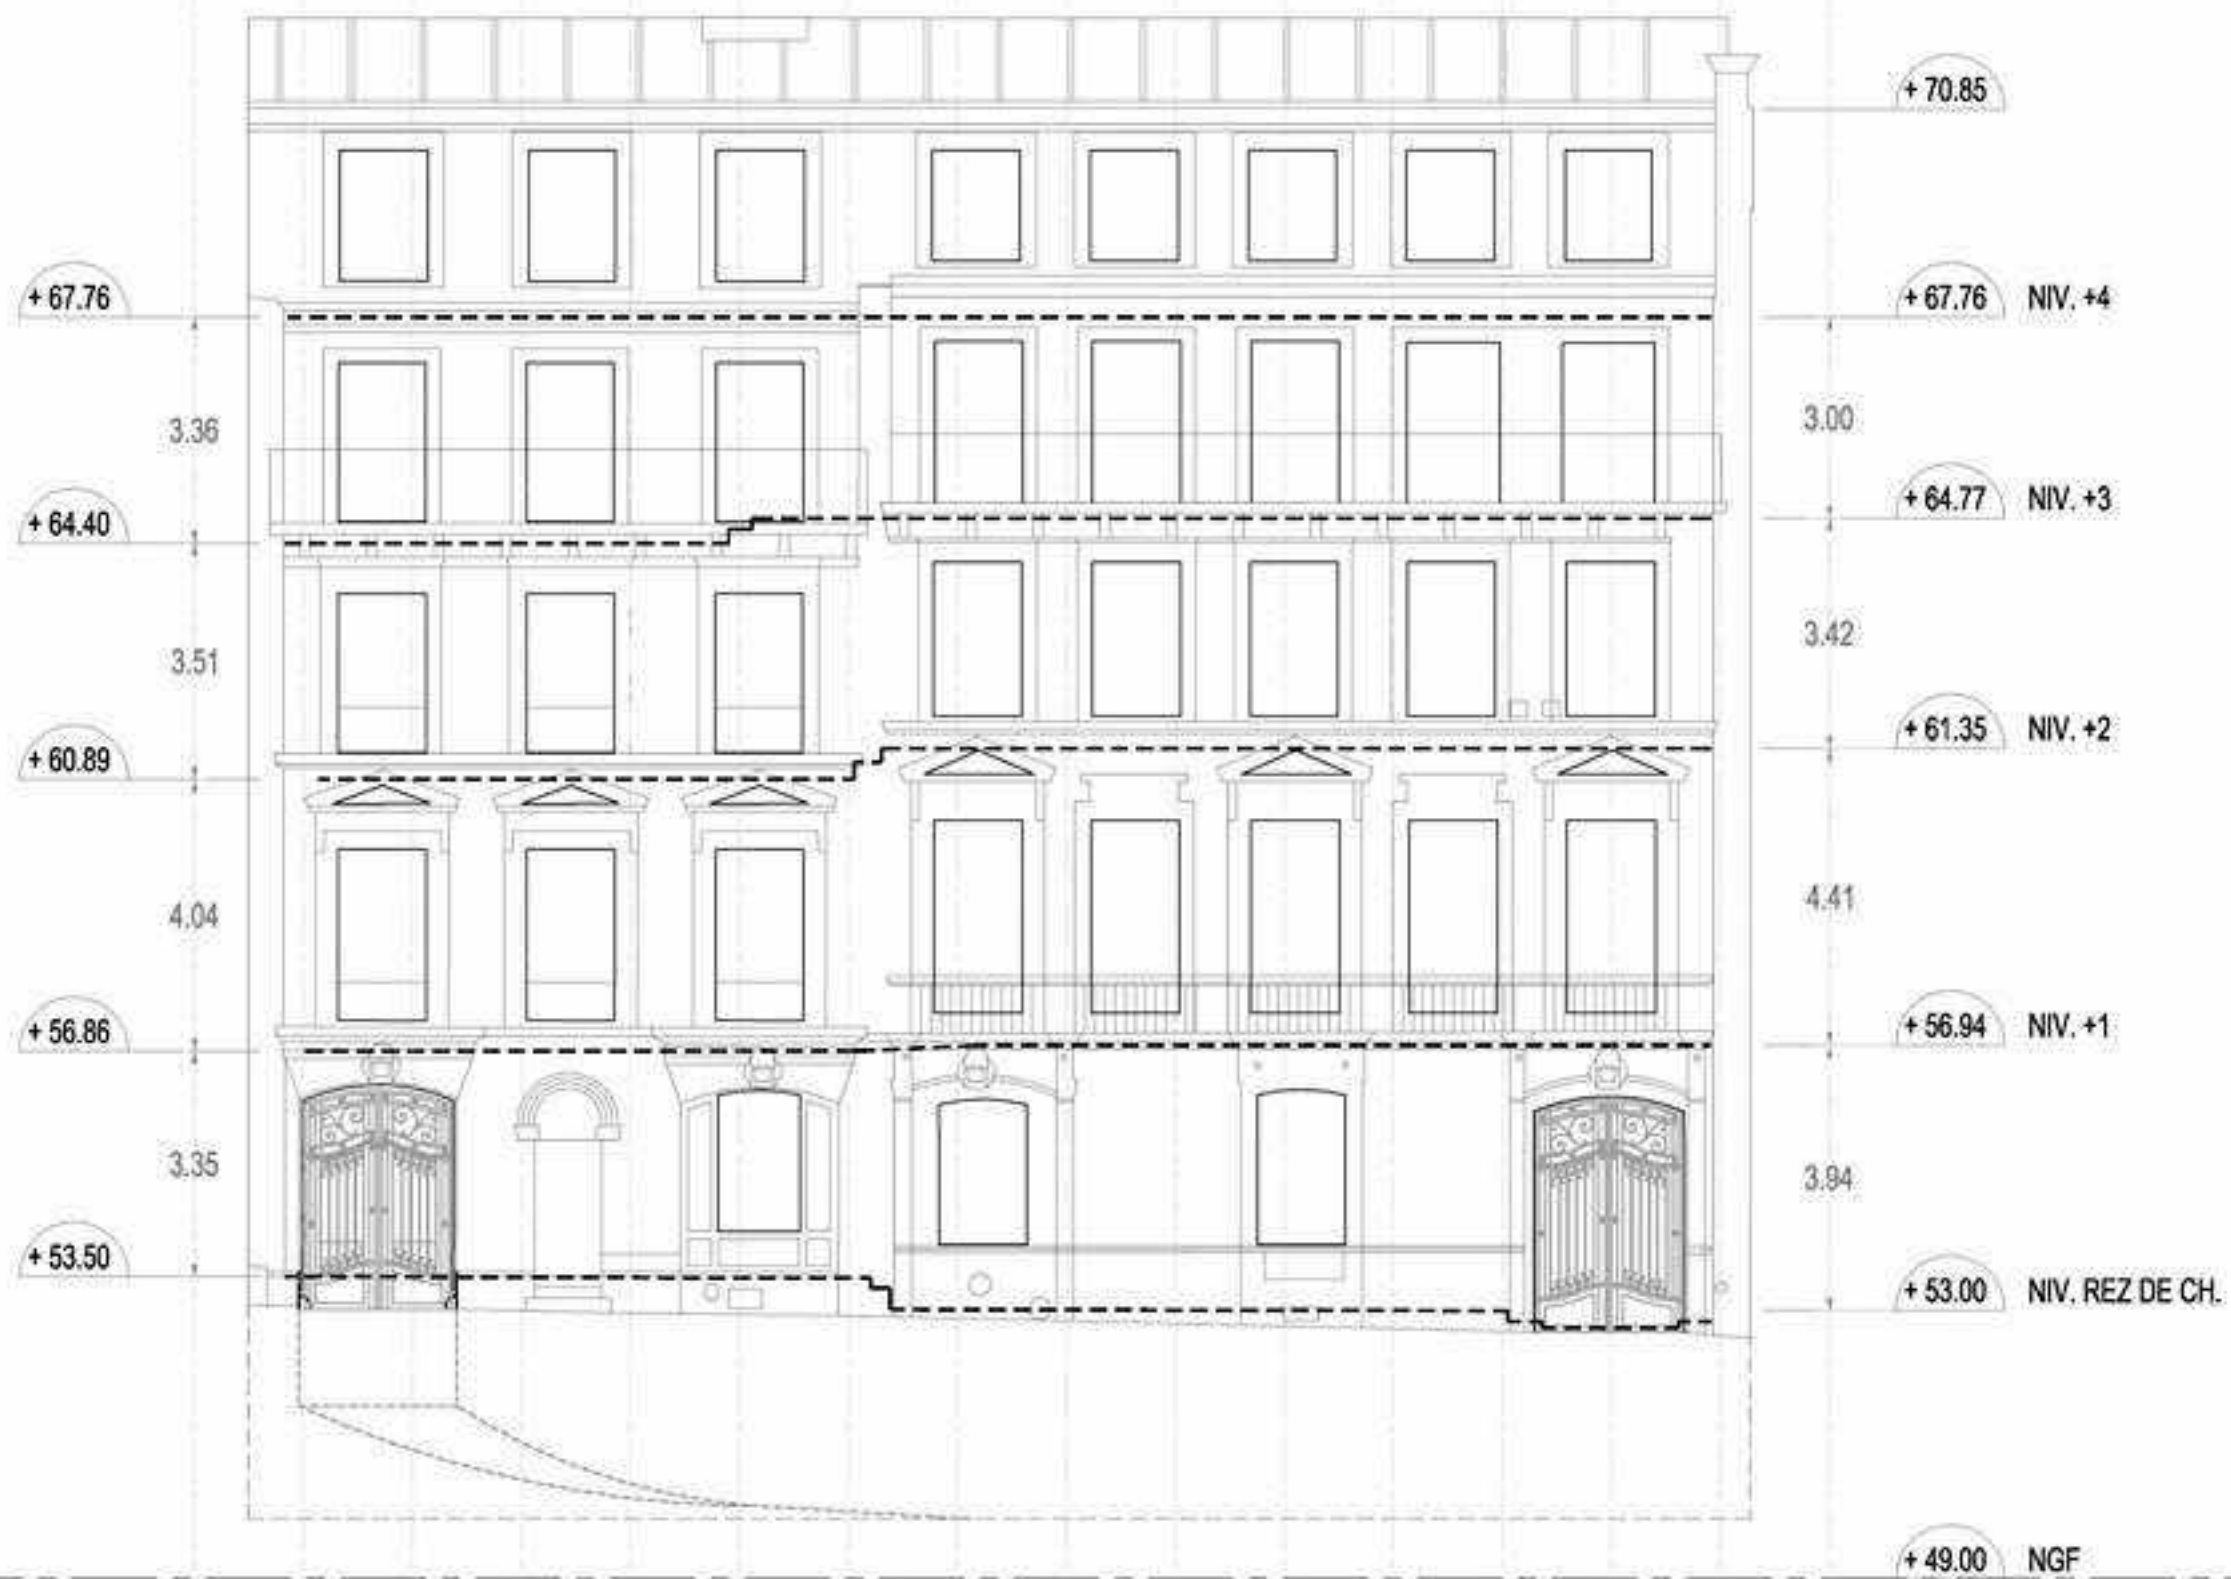 + 70.85
+ 67.76
+ 67.76 NIV. +4
3.36
3.00
+ 64.40
+ 64.77 NIV. +3
3.51
3.42
+ 60.89
+ 61.35 NIV. +2
4.04
4.41
+ 56.86
+ 56.94 NIV. +1
3.35
3.94
+ 53.50
+ 53.00 NIV. REZ DE CH.
+ 49.00 NGF